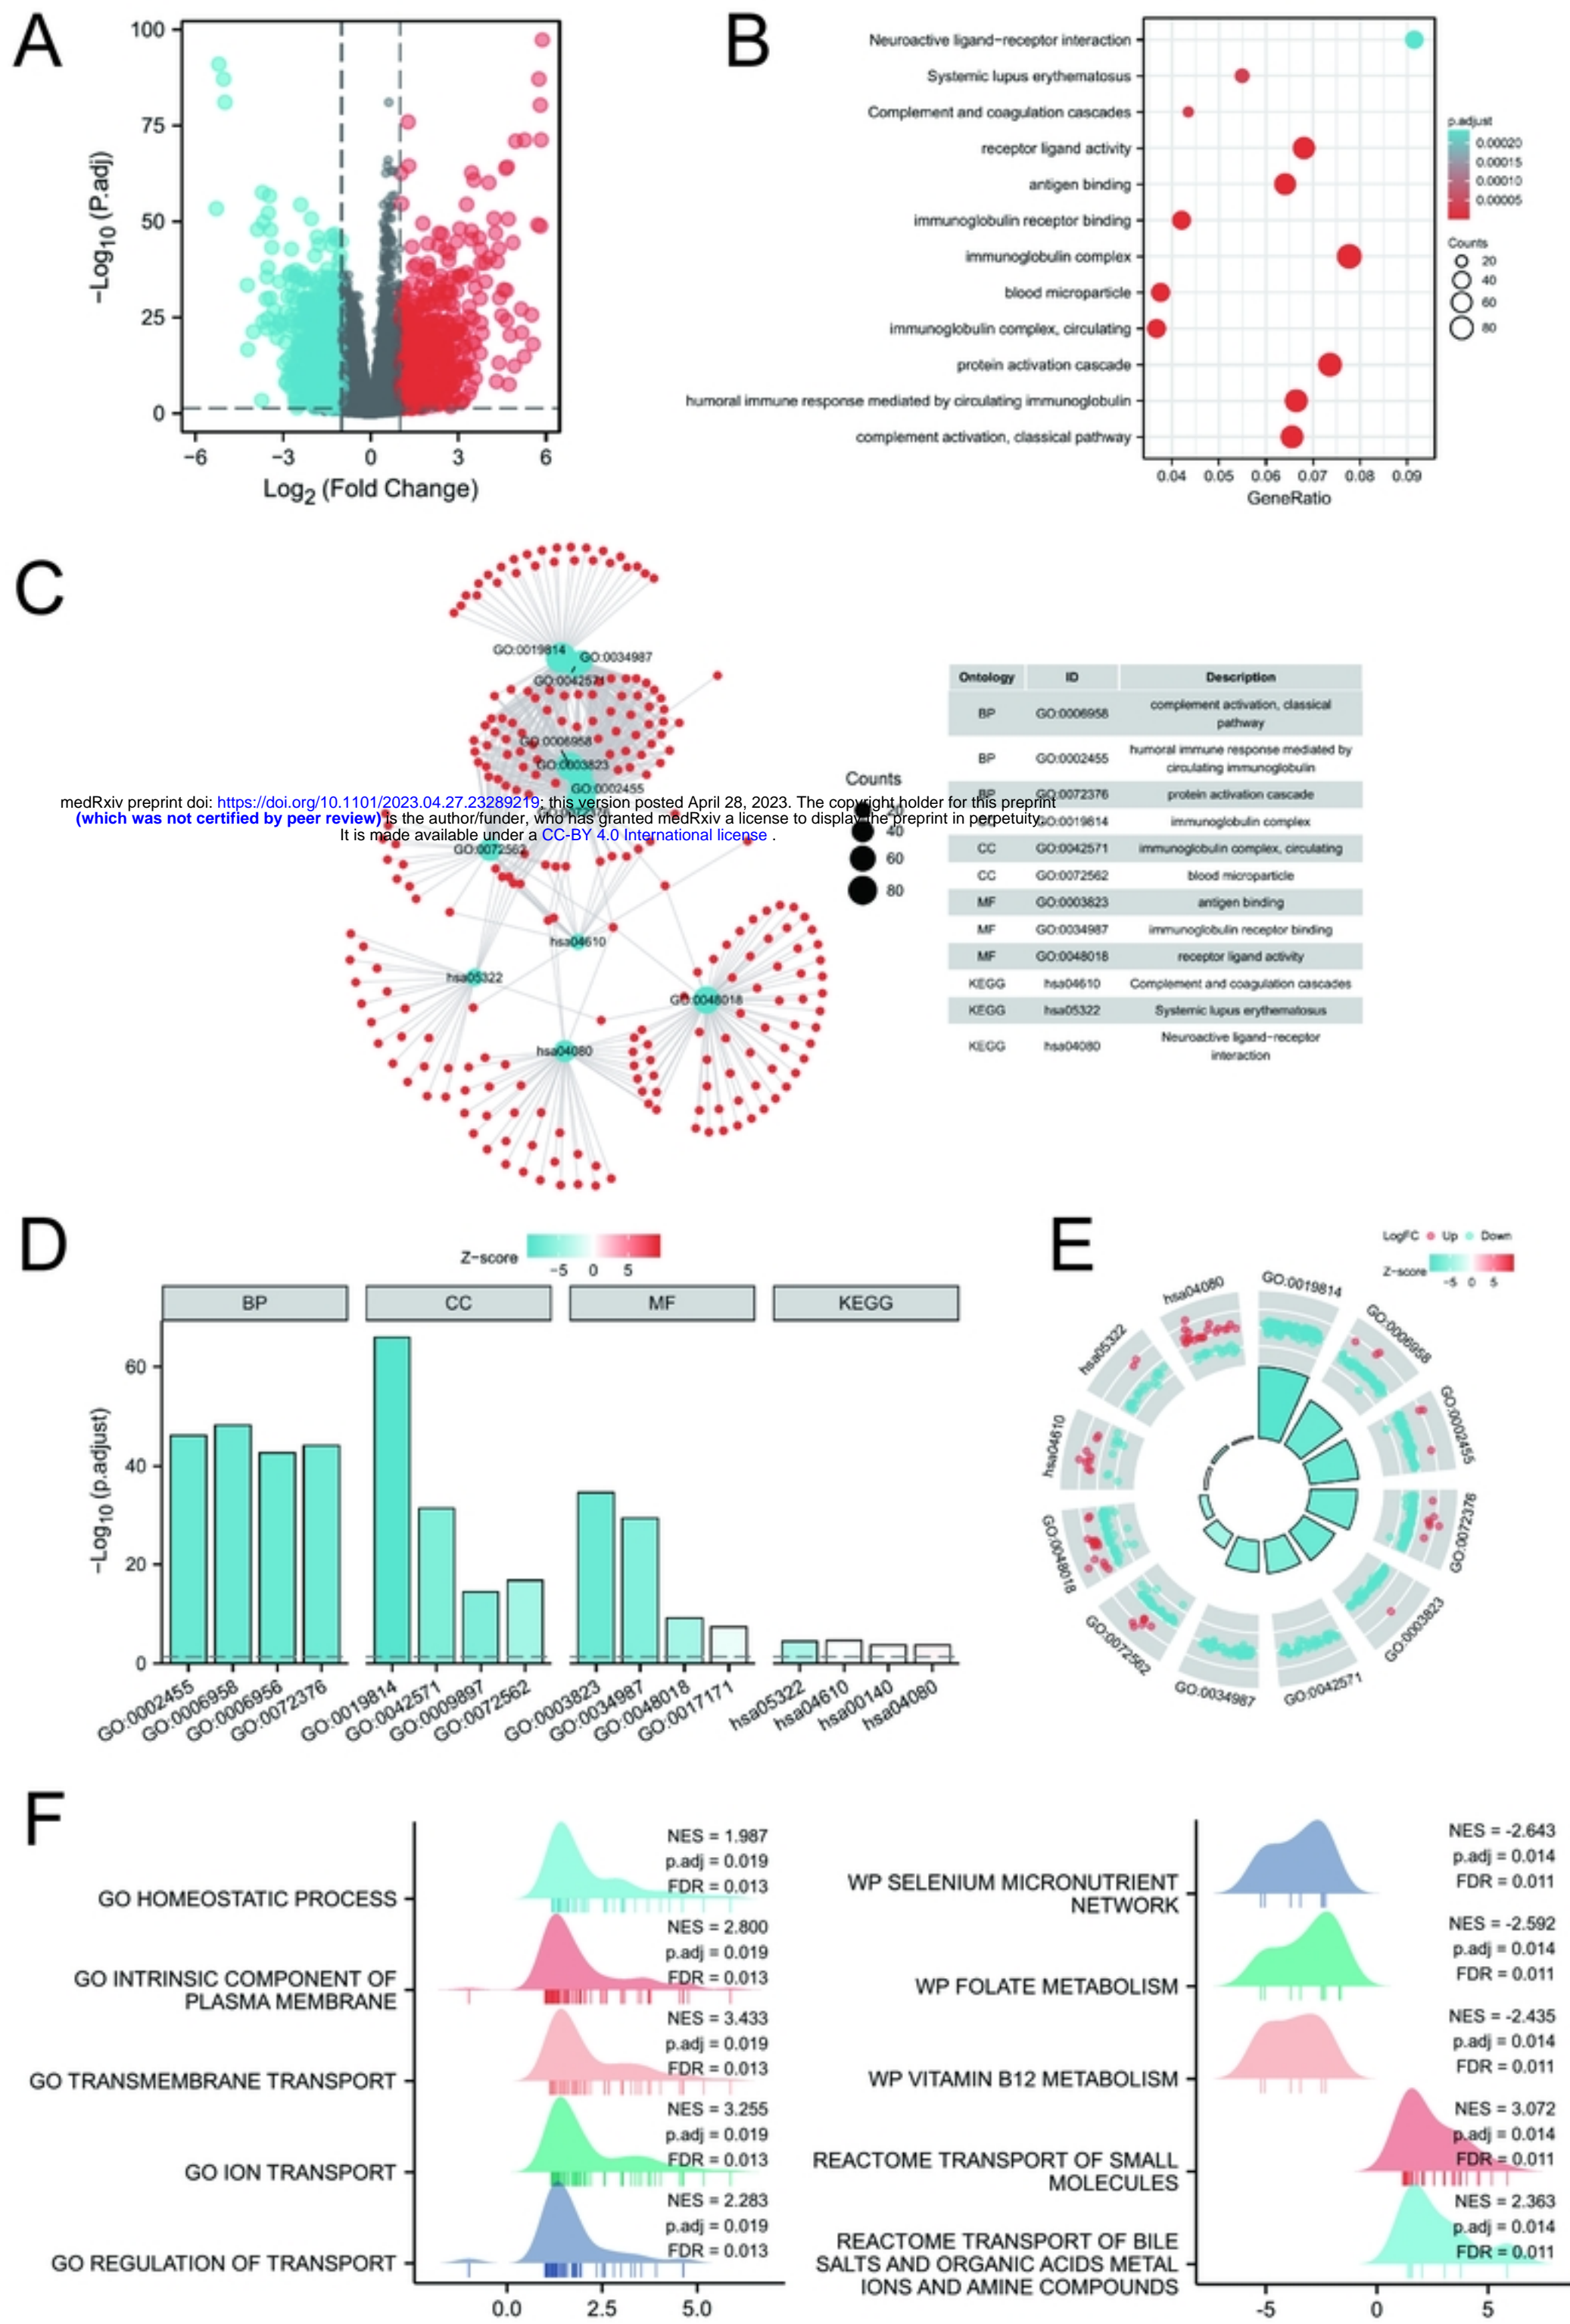 A
100
75
50
25
0
−Log10 (P.adj)
−6 −3 0 3 6
Log2 (Fold Change)
B
Neuroactive ligand−receptor interaction
Systemic lupus erythematosus
Complement and coagulation cascades
receptor ligand activity
antigen binding
immunoglobulin receptor binding
immunoglobulin complex
blood microparticle
immunoglobulin complex, circulating
protein activation cascade
humoral immune response mediated by circulating immunoglobulin
complement activation, classical pathway
0.04 0.05 0.06 0.07 0.08 0.09
GeneRatio
p.adjust
0.00020
0.00015
0.00010
0.00005
Counts
20
40
60
80
C
GO:0019814
GO:0034987
GO:0042571
GO:0006958
GO:0003823
GO:0002455
GO:0072376
GO:0072562
hsa04610
hsa05322
GO:0048018
hsa04080
Counts
20
40
60
80
Ontology ID Description
BP GO:0006958 complement activation, classical
pathway
BP GO:0002455 humoral immune response mediated by
circulating immunoglobulin
BP GO:0072376 protein activation cascade
CC GO:0019814 immunoglobulin complex
CC GO:0042571 immunoglobulin complex, circulating
CC GO:0072562 blood microparticle
MF GO:0003823 antigen binding
MF GO:0034987 immunoglobulin receptor binding
MF GO:0048018 receptor ligand activity
KEGG hsa04610 Complement and coagulation cascades
KEGG hsa05322 Systemic lupus erythematosus
KEGG hsa04080 Neuroactive ligand−receptor
interaction
medRxiv preprint doi: https://doi.org/10.1101/2023.04.27.23289219; this version posted April 28, 2023. The copyright holder for this preprint
(which was not certified by peer review) is the author/funder, who has granted medRxiv a license to display the preprint in perpetuity.
It is made available under a CC-BY 4.0 International license .
D
Z−score
−5 0 5
BP CC MF KEGG
60
40
20
0
−Log10 (p.adjust)
GO:0002455
GO:0006958
GO:0006956
GO:0072376
GO:0019814
GO:0042571
GO:0009897
GO:0072562
GO:0003823
GO:0034987
GO:0048018
GO:0017171
hsa05322
hsa04610
hsa00140
hsa04080
E
LogFC Up Down
Z−score
−5 0 5
GO:0019814
GO:0006958
GO:0002455
GO:0072376
GO:0003823
GO:0042571
GO:0034987
GO:0072562
GO:0048018
hsa04610
hsa05322
hsa04080
F
GO HOMEOSTATIC PROCESS
NES = 1.987
p.adj = 0.019
FDR = 0.013
GO INTRINSIC COMPONENT OF
PLASMA MEMBRANE
NES = 2.800
p.adj = 0.019
FDR = 0.013
GO TRANSMEMBRANE TRANSPORT
NES = 3.433
p.adj = 0.019
FDR = 0.013
GO ION TRANSPORT
NES = 3.255
p.adj = 0.019
FDR = 0.013
GO REGULATION OF TRANSPORT
NES = 2.283
p.adj = 0.019
FDR = 0.013
0.0 2.5 5.0
WP SELENIUM MICRONUTRIENT
NETWORK
NES = -2.643
p.adj = 0.014
FDR = 0.011
WP FOLATE METABOLISM
NES = -2.592
p.adj = 0.014
FDR = 0.011
WP VITAMIN B12 METABOLISM
NES = -2.435
p.adj = 0.014
FDR = 0.011
REACTOME TRANSPORT OF SMALL
MOLECULES
NES = 3.072
p.adj = 0.014
FDR = 0.011
REACTOME TRANSPORT OF BILE
SALTS AND ORGANIC ACIDS METAL
IONS AND AMINE COMPOUNDS
NES = 2.363
p.adj = 0.014
FDR = 0.011
-5 0 5